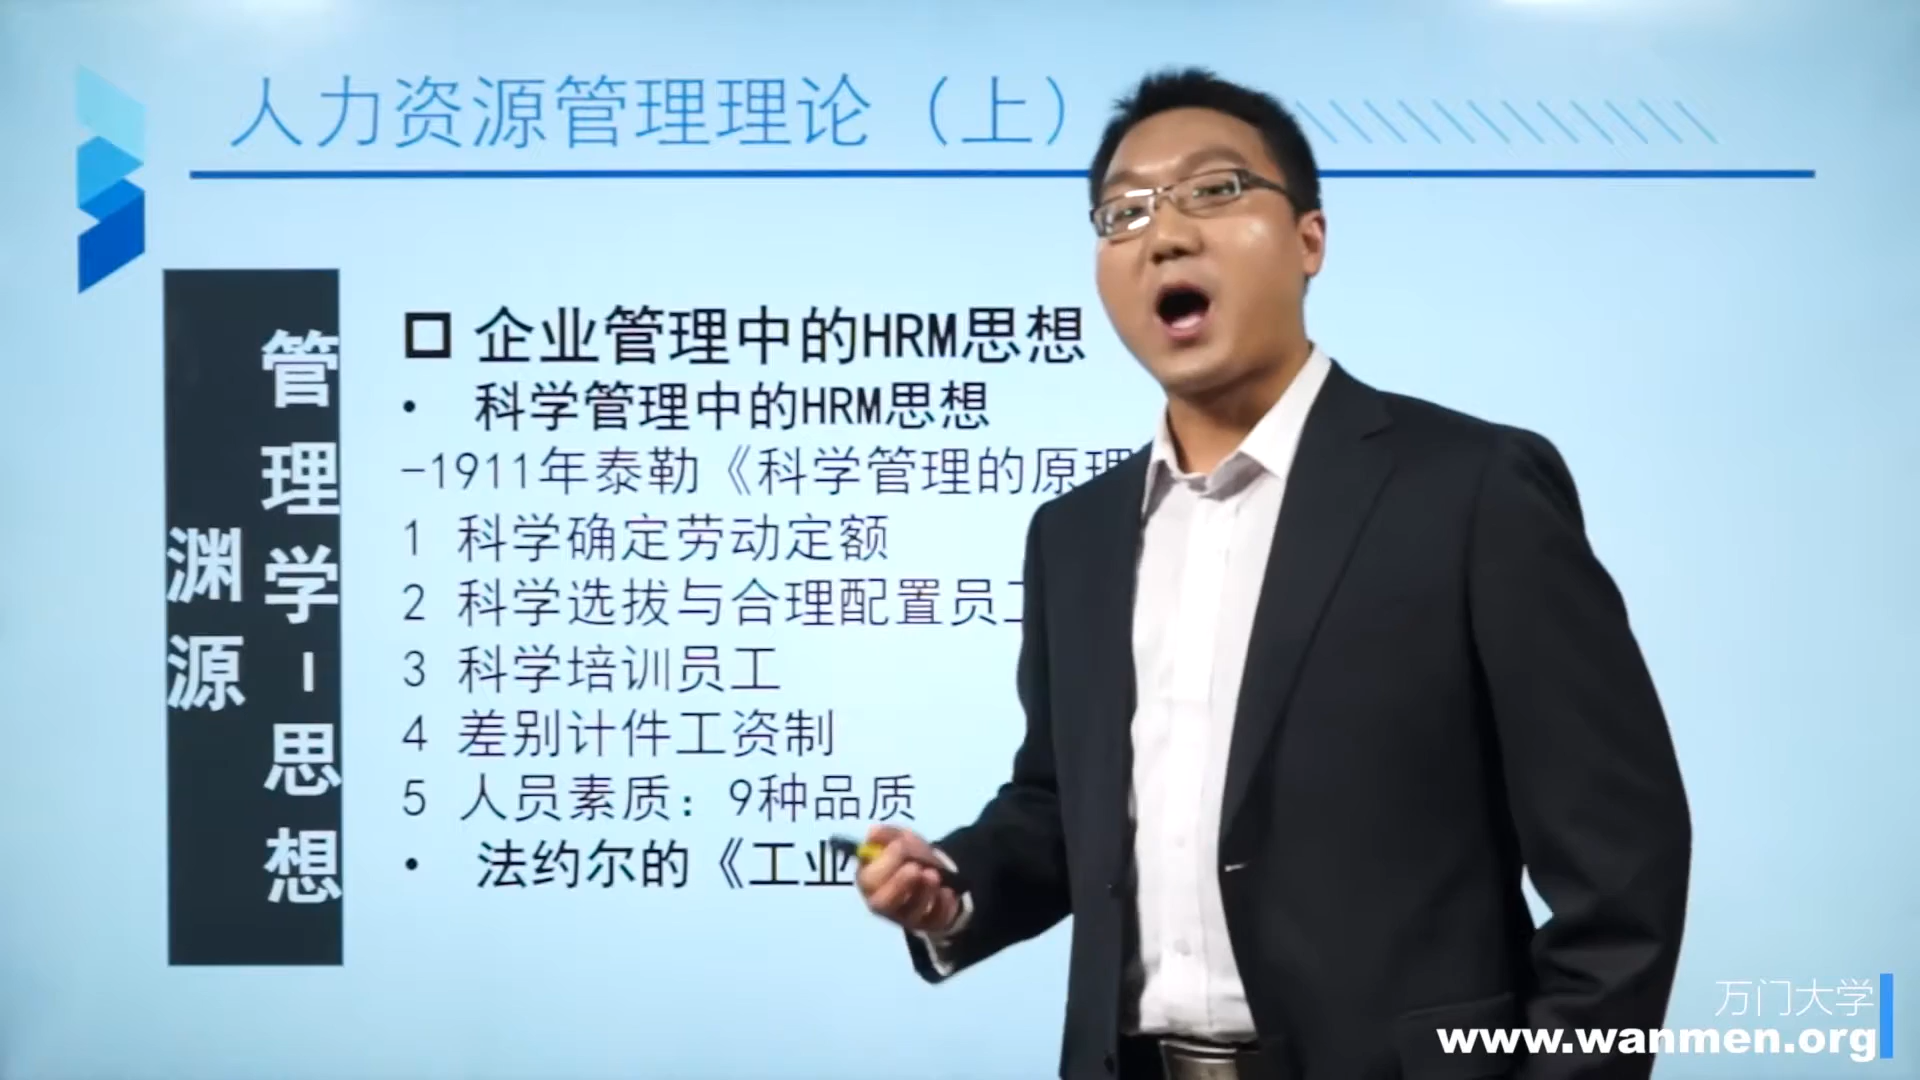 人力资源管理理论（上）
管理学-思想
渊源
企业管理中的HRM思想
• 科学管理中的HRM思想
-1911年泰勒《科学管理的原理
1 科学确定劳动定额
2 科学选拔与合理配置员工
3 科学培训员工
4 差别计件工资制
5 人员素质：9种品质
• 法约尔的《工业
万门大学
www.wanmen.org